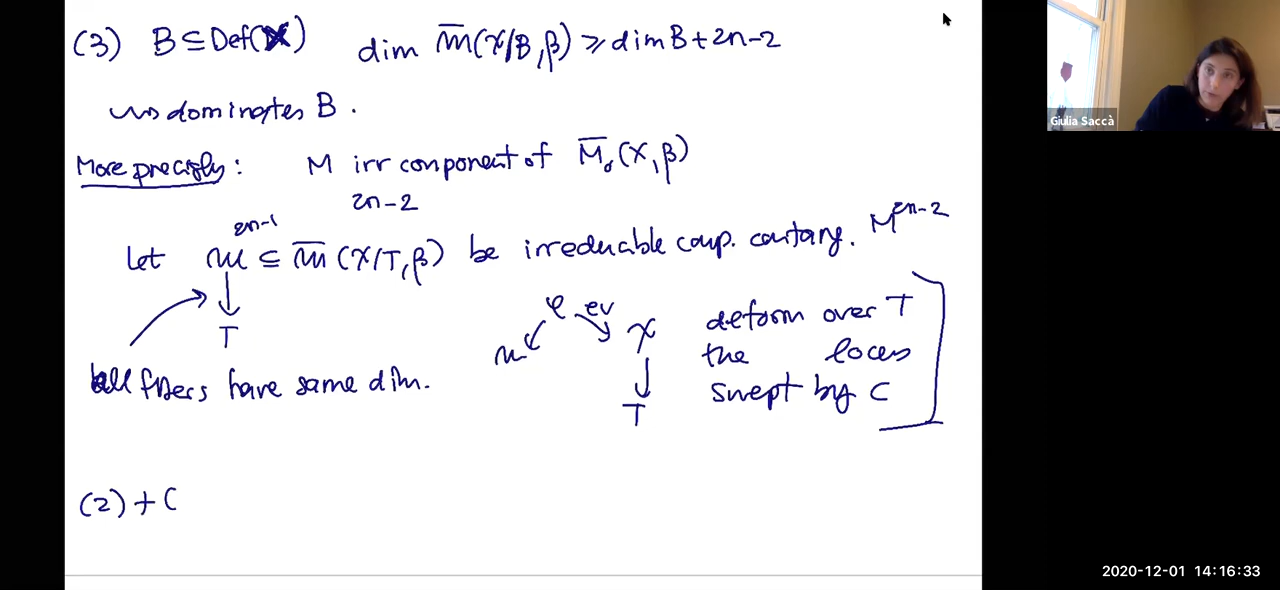 (3) B ⊆ Def(X) dim M̄(𝒳/B, β) ⩾ dim B + 2n-2
⇝ dominates B.
More precisely: M irr component of M̄₀(X, β)
2n-2
2n-1
Let 𝓜 ⊆ M̄(𝒳/T, β) be irreducible comp. containg. M^{2n-2}
↓
T
all fibers have same dim.
𝒞 ev
𝓜 𝒳
↓
T
deform over T
the locus
swept by C
(2) + (
Giulia Saccà
2020-12-01 14:16:33